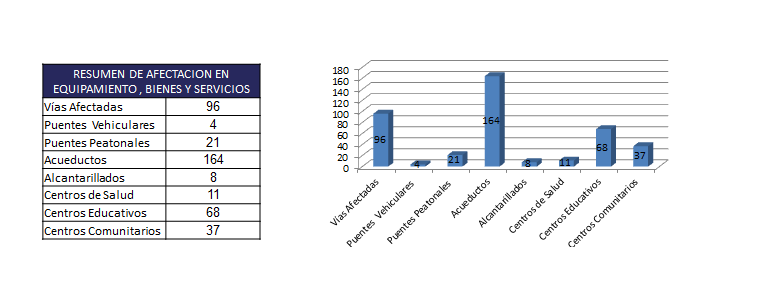 RESUMEN DE AFECTACION EN
EQUIPAMIENTO , BIENES Y SERVICIOS
Vías Afectadas 96
Puentes Vehiculares 4
Puentes Peatonales 21
Acueductos 164
Alcantarillados 8
Centros de Salud 11
Centros Educativos 68
Centros Comunitarios 37
180
160
140
120
100
80
60
40
20
0
96
4
21
164
8
11
68
37
Vías Afectadas
Puentes Vehiculares
Puentes Peatonales
Acueductos
Alcantarillados
Centros de Salud
Centros Educativos
Centros Comunitarios